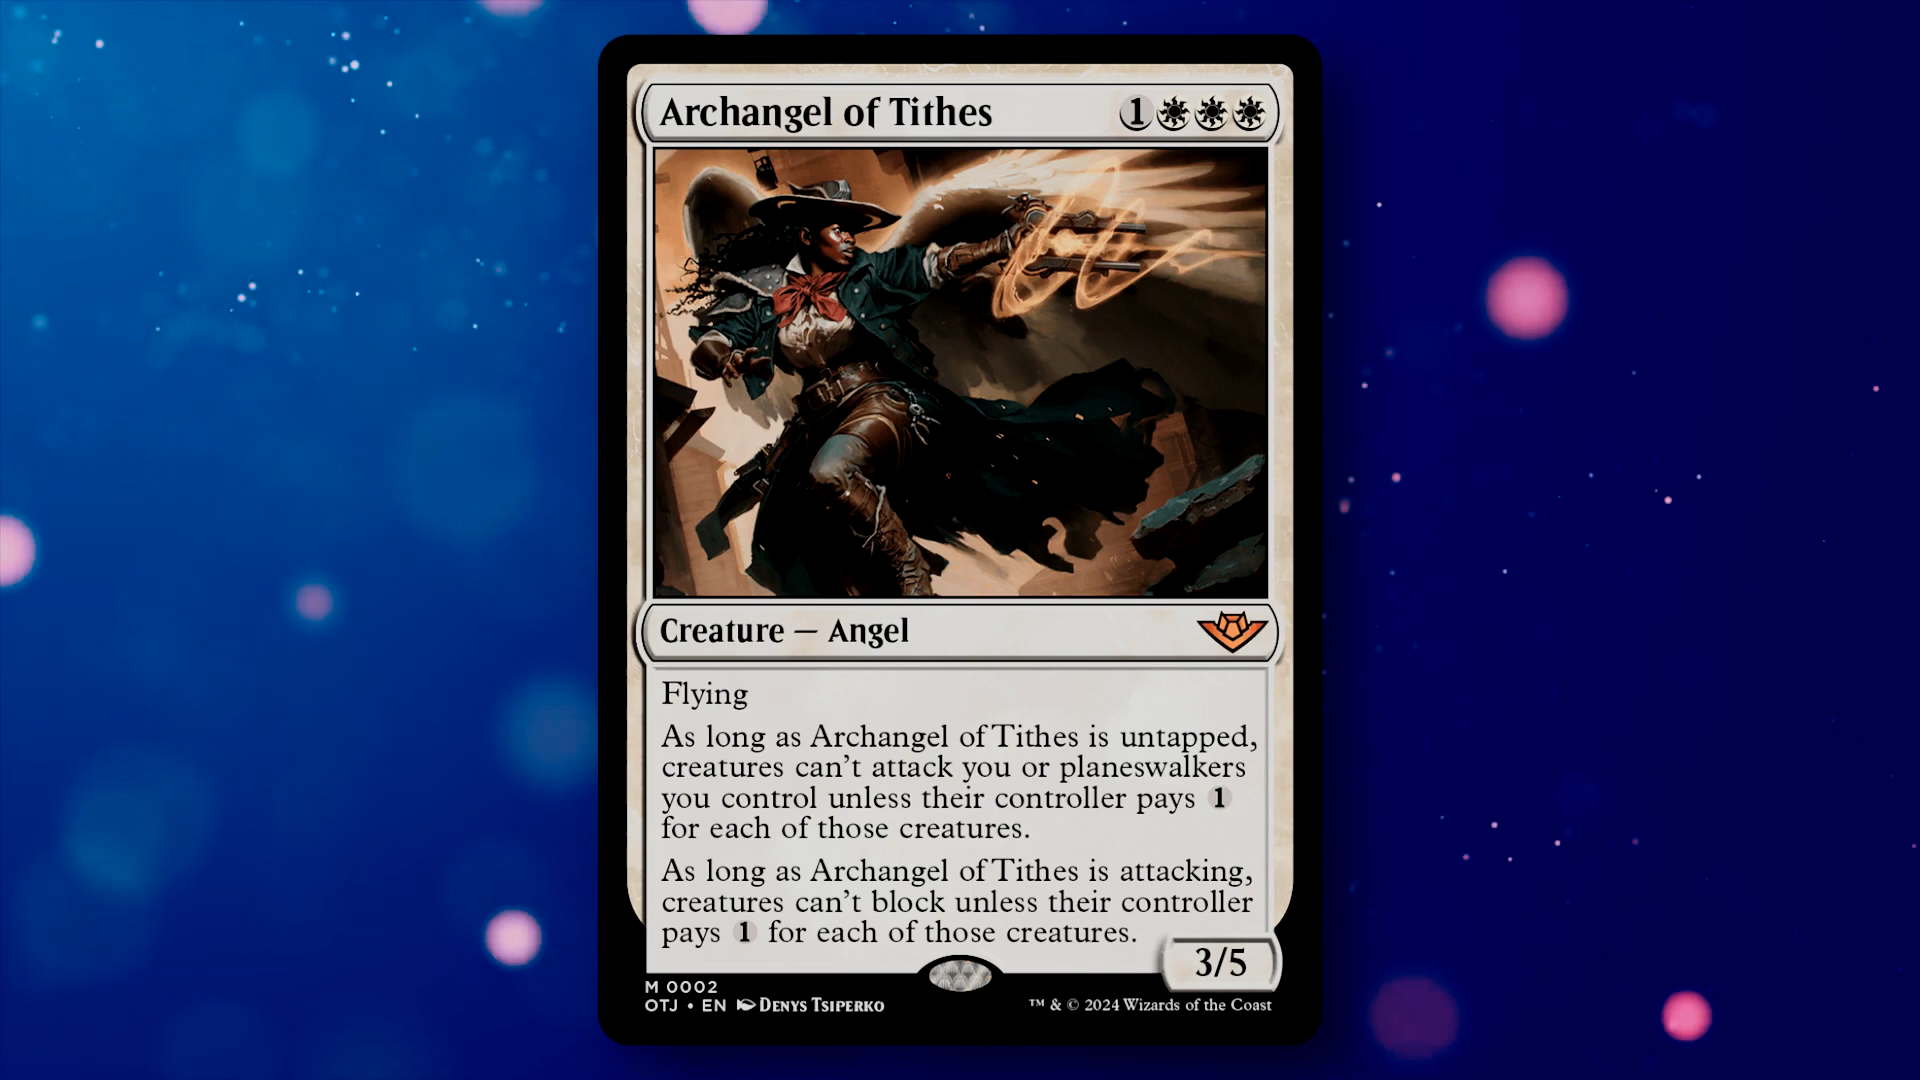 Archangel of Tithes 1
Creature — Angel
Flying
As long as Archangel of Tithes is untapped,
creatures can't attack you or planeswalkers
you control unless their controller pays 1
for each of those creatures.
As long as Archangel of Tithes is attacking,
creatures can't block unless their controller
pays 1 for each of those creatures.
3/5
M 0002
OTJ • EN DENYS TSIPERKO
™ & © 2024 Wizards of the Coast